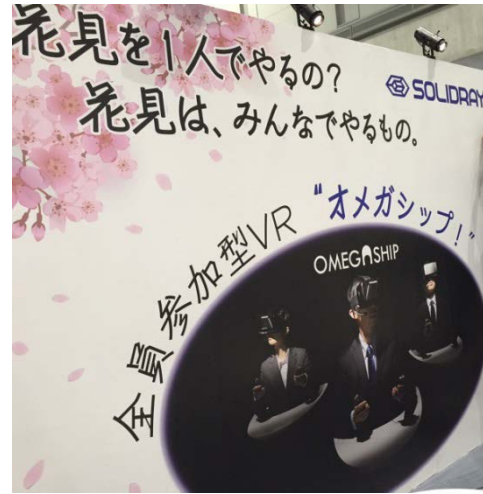 花見を1人でやるの?
花見は、みんなでやるもの。
SOLIDRAY
全員参加型VR
“オメガシップ!”
OMEGASHIP